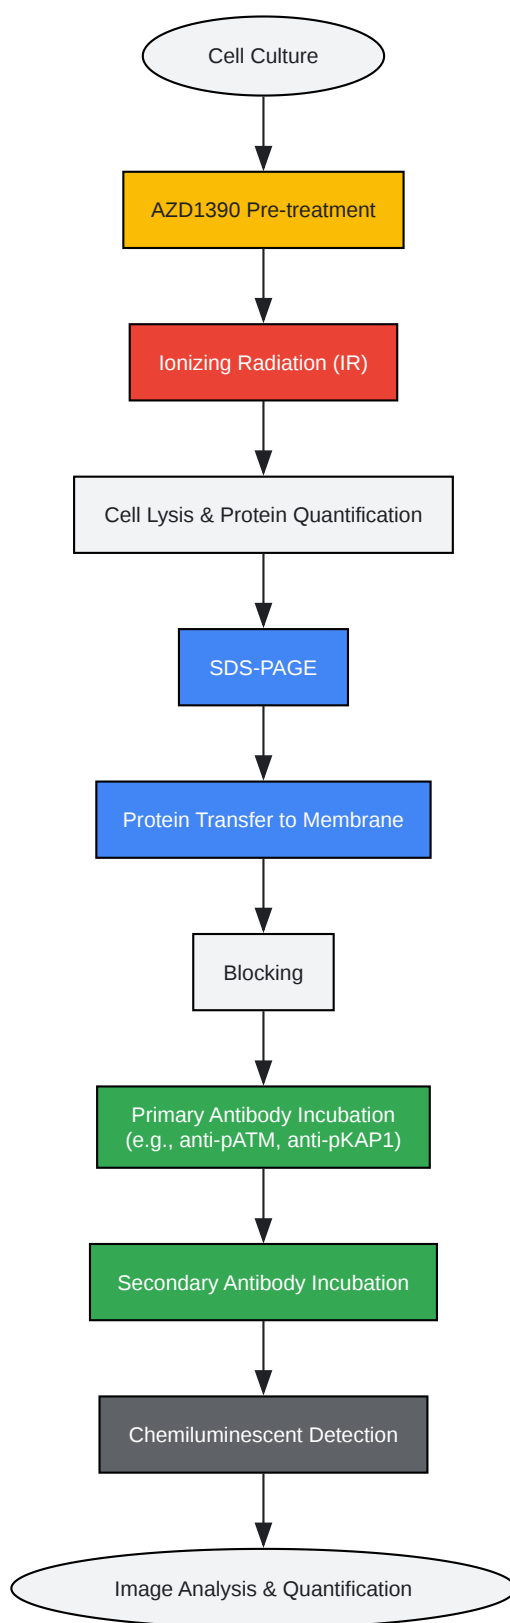 Cell Culture
AZD1390 Pre-treatment
Ionizing Radiation (IR)
Cell Lysis & Protein Quantification
SDS-PAGE
Protein Transfer to Membrane
Blocking
Primary Antibody Incubation
(e.g., anti-pATM, anti-pKAP1)
Secondary Antibody Incubation
Chemiluminescent Detection
Image Analysis & Quantification